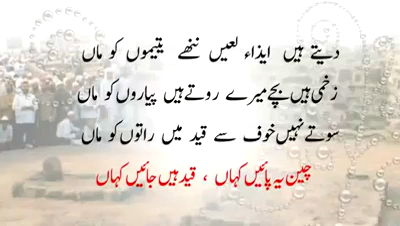 دیتے ہیں ایذاء لعیں ننھے یتیموں کو ماں
زخمی ہیں بچے میرے روتے ہیں پیاروں کو ماں
سوتے نہیں خوف سے قید میں راتوں کو ماں
چین یہ پائیں کہاں ، قید ہیں جائیں کہاں